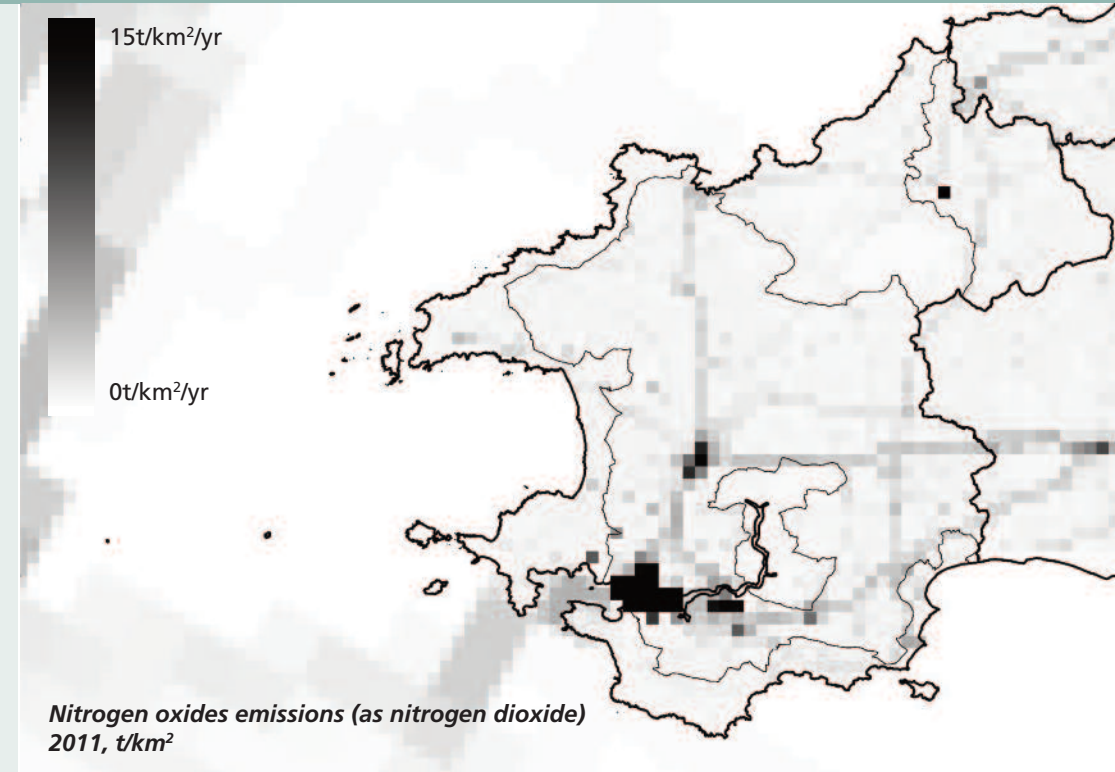 15t/km²/yr
0t/km²/yr
Nitrogen oxides emissions (as nitrogen dioxide)
2011, t/km²